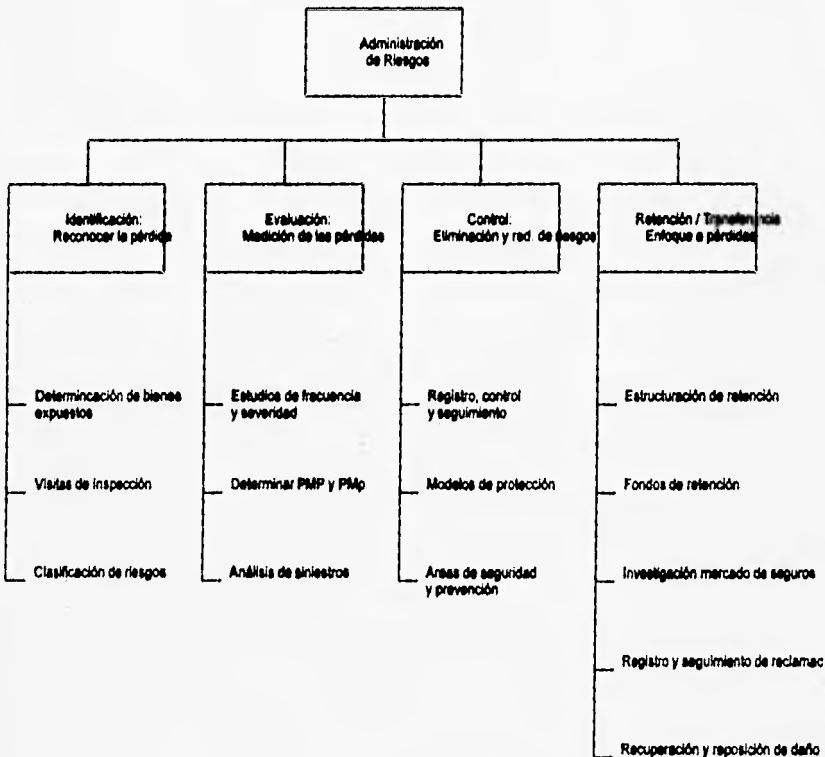 Administración
de Riesgos
Identificación:
Reconocer la pérdida
Evaluación:
Medición de las pérdidas
Control:
Eliminación y red. de riesgos
Retención / Transferencia
Enfoque a pérdidas
Determincación de bienes
expuestos
Visitas de inspección
Clasificación de riesgos
Estudios de frecuencia
y severidad
Determinar PMP y PMp
Análisis de siniestros
Registro, control
y seguimiento
Modelos de protección
Areas de seguridad
y prevención
Estructuración de retención
Fondos de retención
Investigación mercado de seguros
Registro y seguimiento de reclamac
Recuperación y reposición de daño